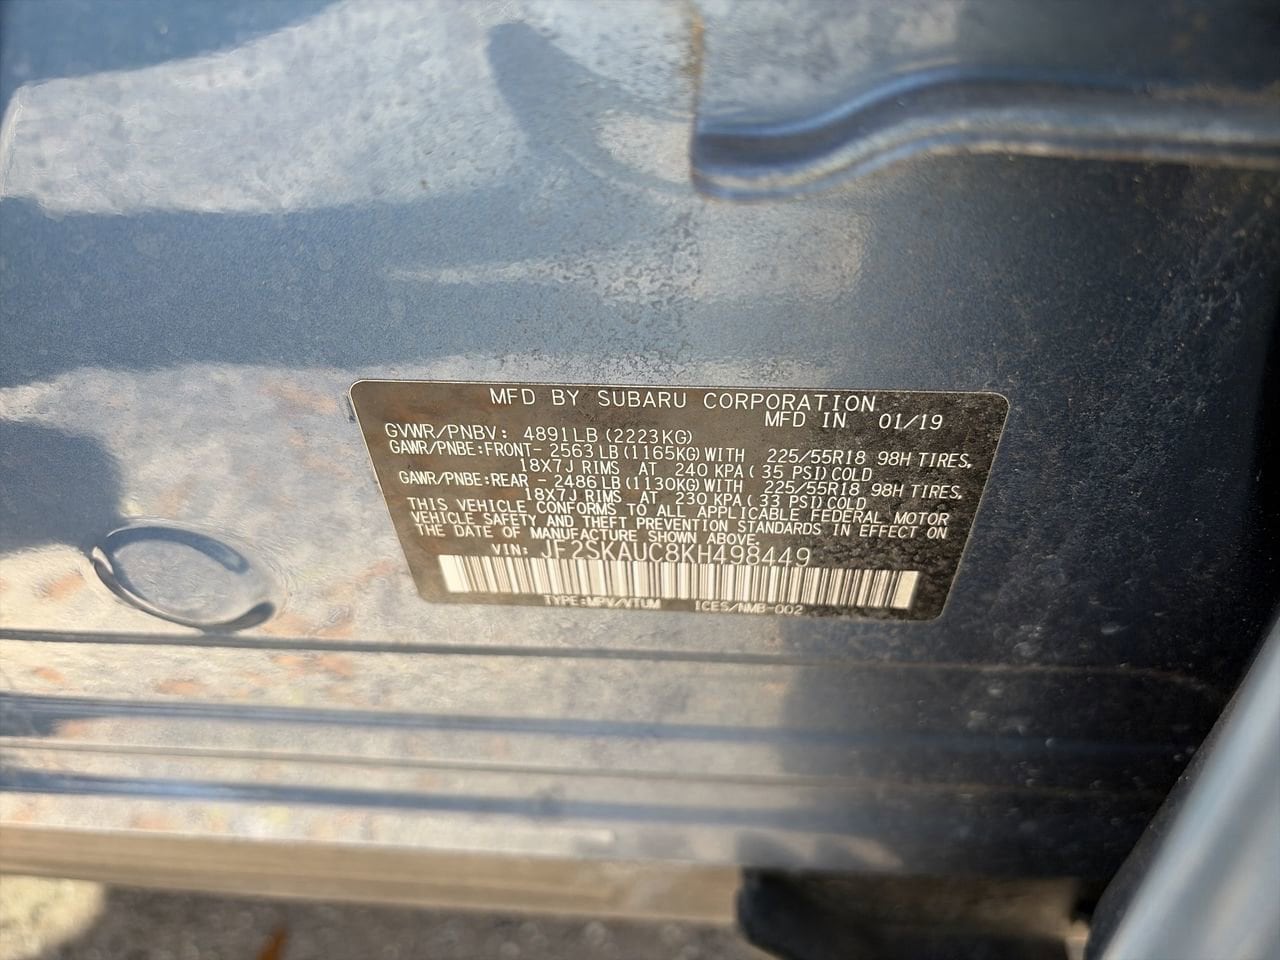 MFD BY SUBARU CORPORATION
MFD IN 01/19
GVWR/PNBV: 4891LB (2223KG)
GAWR/PNBE:FRONT- 2563 LB (1165KG) WITH 225/55R18 98H TIRES,
18X7J RIMS AT 240 KPA ( 35 PSI) COLD
GAWR/PNBE:REAR - 2486 LB (1130KG) WITH 225/55R18 98H TIRES,
18X7J RIMS AT 230 KPA ( 33 PSI) COLD
THIS VEHICLE CONFORMS TO ALL APPLICABLE FEDERAL MOTOR
VEHICLE SAFETY AND THEFT PREVENTION STANDARDS IN EFFECT ON
THE DATE OF MANUFACTURE SHOWN ABOVE.
VIN: JF2SKAUC8KH498449
TYPE:MPV/VTUM ICES/NMB-002